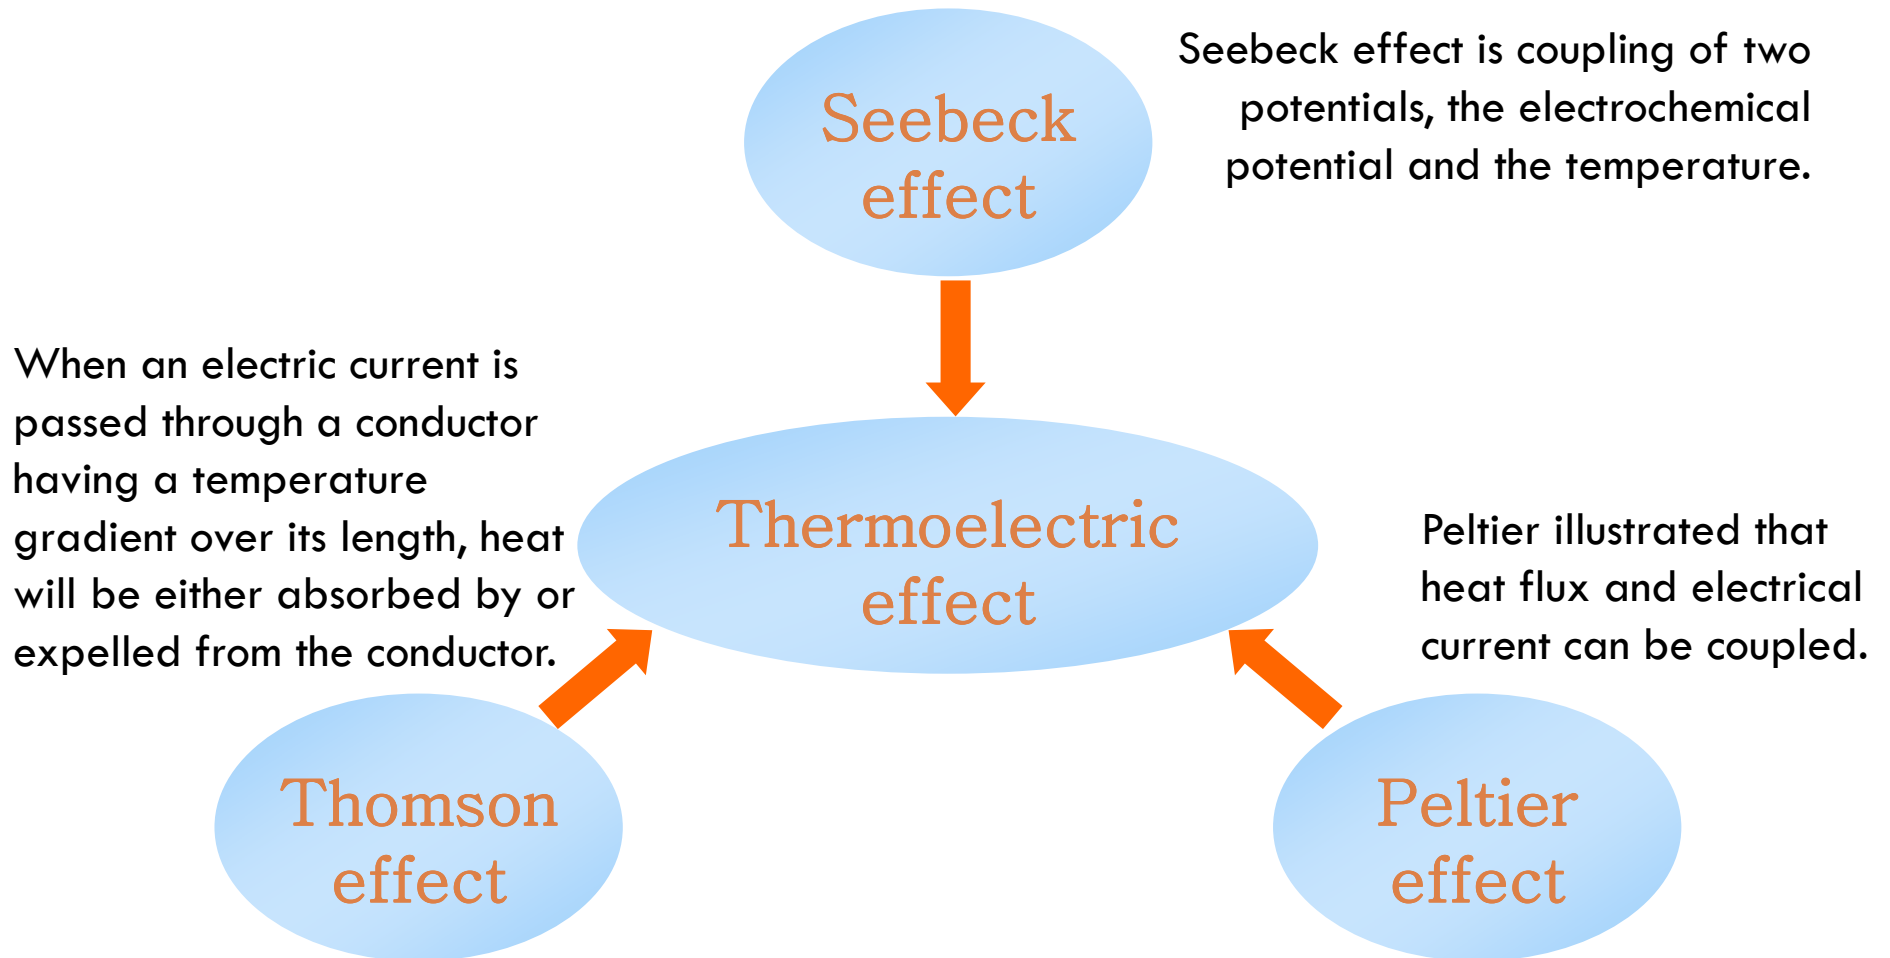 Seebeck
effect
Seebeck effect is coupling of two
potentials, the electrochemical
potential and the temperature.
When an electric current is
passed through a conductor
having a temperature
gradient over its length, heat
will be either absorbed by or
expelled from the conductor.
Thermoelectric
effect
Peltier illustrated that
heat flux and electrical
current can be coupled.
Thomson
effect
Peltier
effect